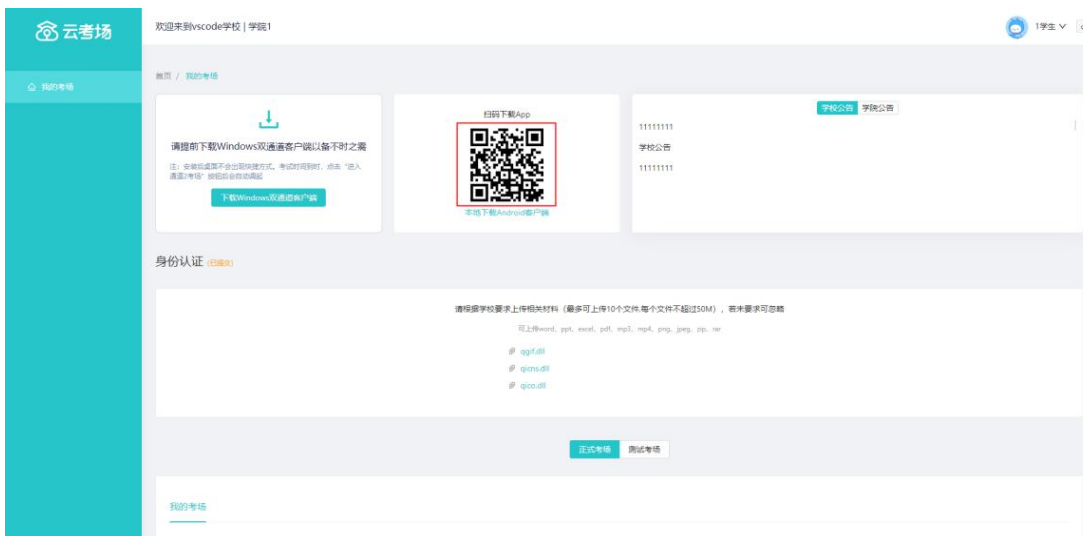 云考场
欢迎来到vscode学校 | 学院1
1学生
我的考场
首页 / 我的考场
请提前下载Windows双通道客户端以备不时之需
注：安装后桌面不会出现快捷方式，考试时间到时，点击“进入
通道2考场”按钮后会自动调起
下载Windows双通道客户端
扫码下载App
本地下载Android客户端
学校公告 学院公告
11111111
学校公告
11111111
身份认证 (已提交)
请根据学校要求上传相关材料（最多可上传10个文件,每个文件不超过50M），若未要求可忽略
可上传word、ppt、excel、pdf、mp3、mp4、png、jpeg、zip、rar
qgif.dll
qicns.dll
qico.dll
正式考场 测试考场
我的考场